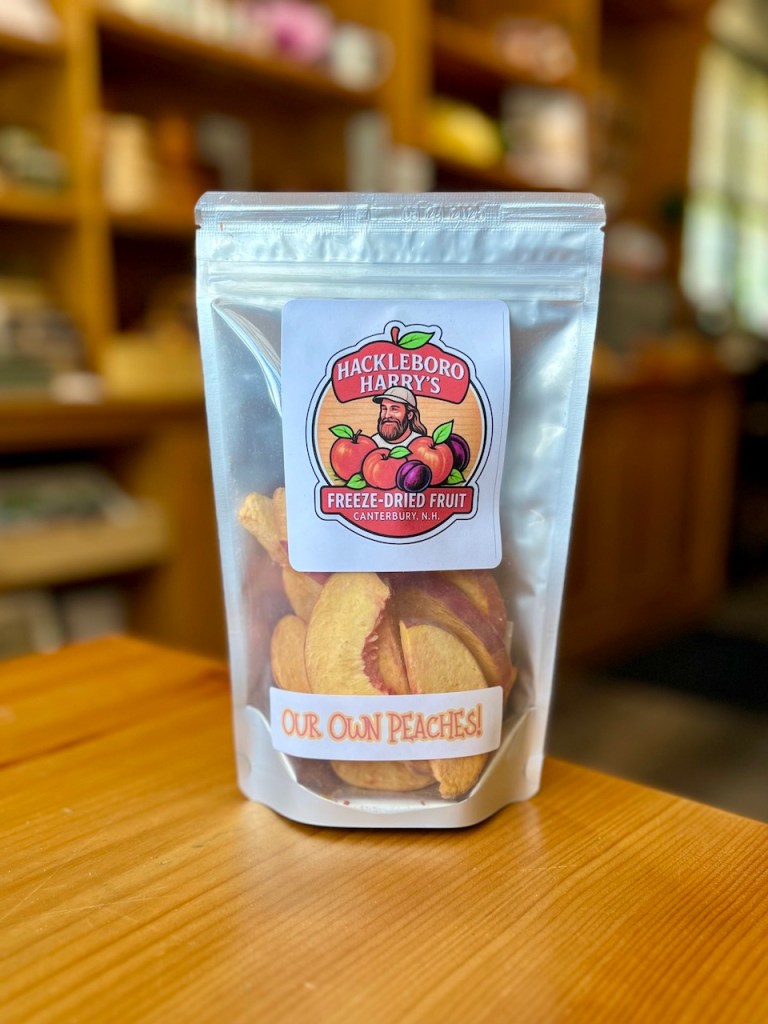 HACKLEBORO
HARRY'S
FREEZE-DRIED FRUIT
CANTERBURY, N.H.
OUR OWN PEACHES!